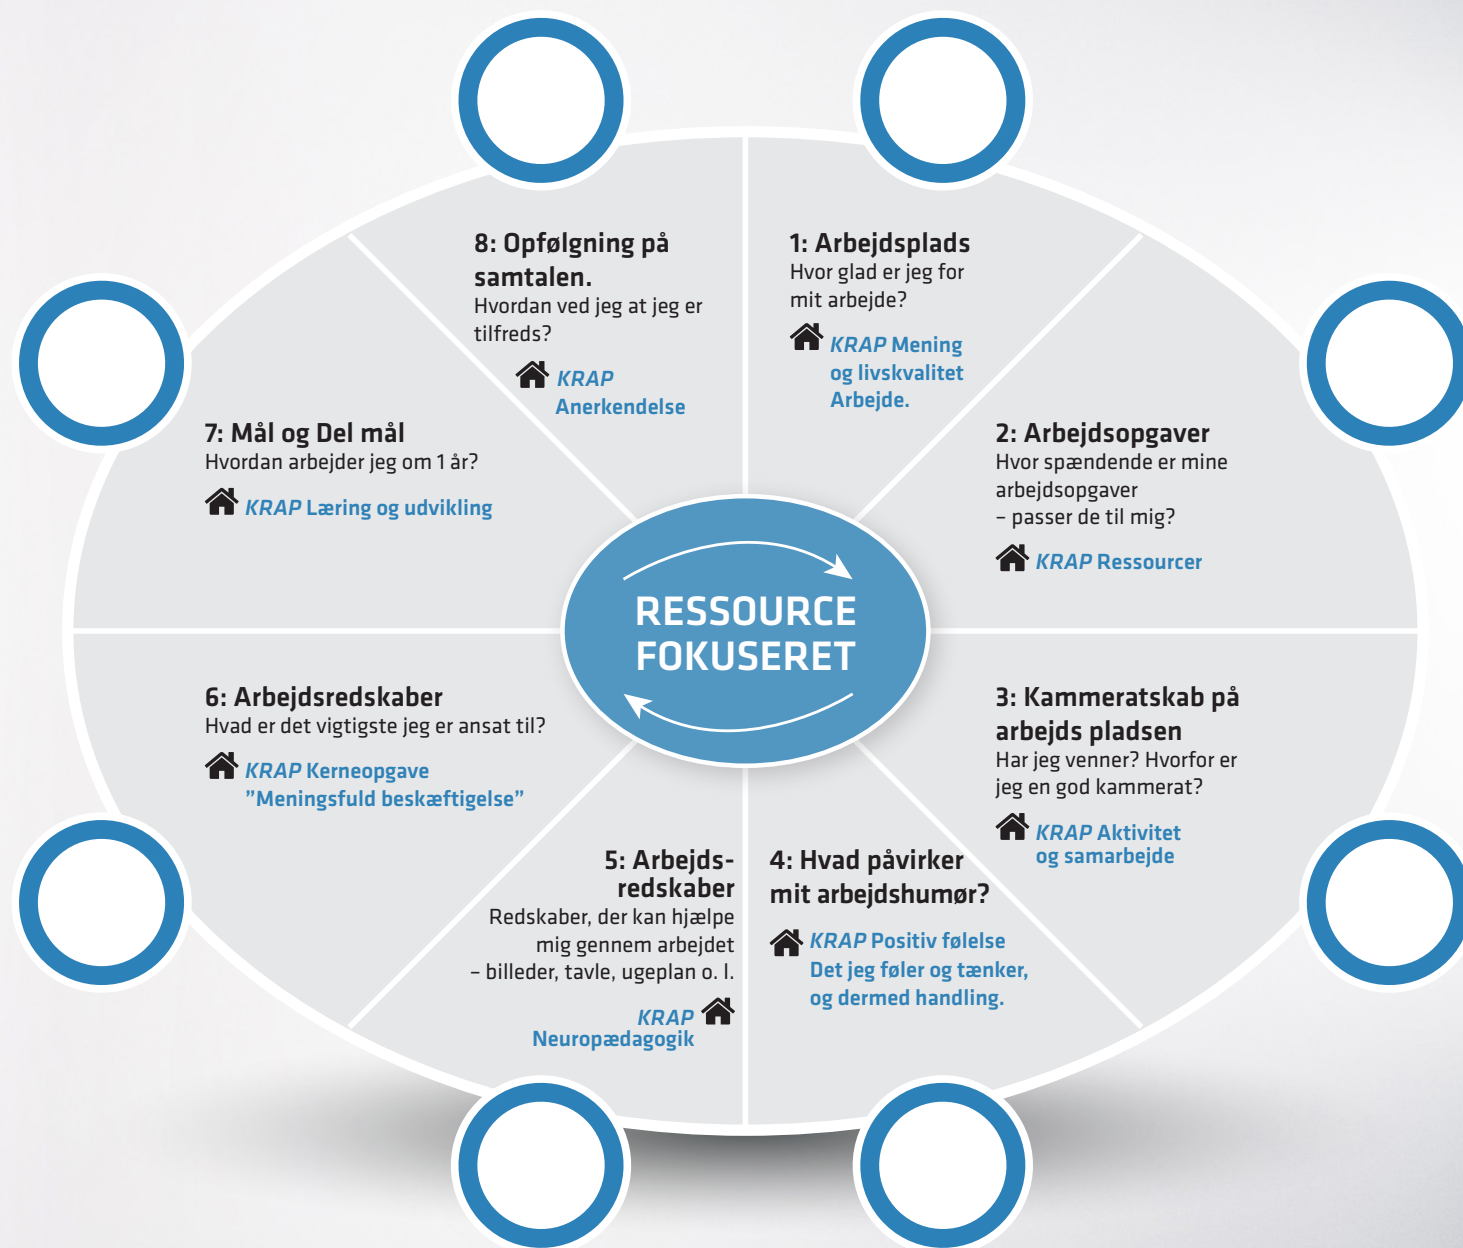 1: Arbejdsplads
Hvor glad er jeg for
mit arbejde?
KRAP Mening
og livskvalitet
Arbejde.
2: Arbejdsopgaver
Hvor spændende er mine
arbejdsopgaver
– passer de til mig?
KRAP Ressourcer
3: Kammeratskab på
arbejds pladsen
Har jeg venner? Hvorfor er
jeg en god kammerat?
KRAP Aktivitet
og samarbejde
4: Hvad påvirker
mit arbejdshumør?
KRAP Positiv følelse
Det jeg føler og tænker,
og dermed handling.
5: Arbejds-
redskaber
Redskaber, der kan hjælpe
mig gennem arbejdet
– billeder, tavle, ugeplan o. l.
KRAP
Neuropædagogik
6: Arbejdsredskaber
Hvad er det vigtigste jeg er ansat til?
KRAP Kerneopgave
”Meningsfuld beskæftigelse”
7: Mål og Del mål
Hvordan arbejder jeg om 1 år?
KRAP Læring og udvikling
8: Opfølgning på
samtalen.
Hvordan ved jeg at jeg er
tilfreds?
KRAP
Anerkendelse
RESSOURCE
FOKUSERET